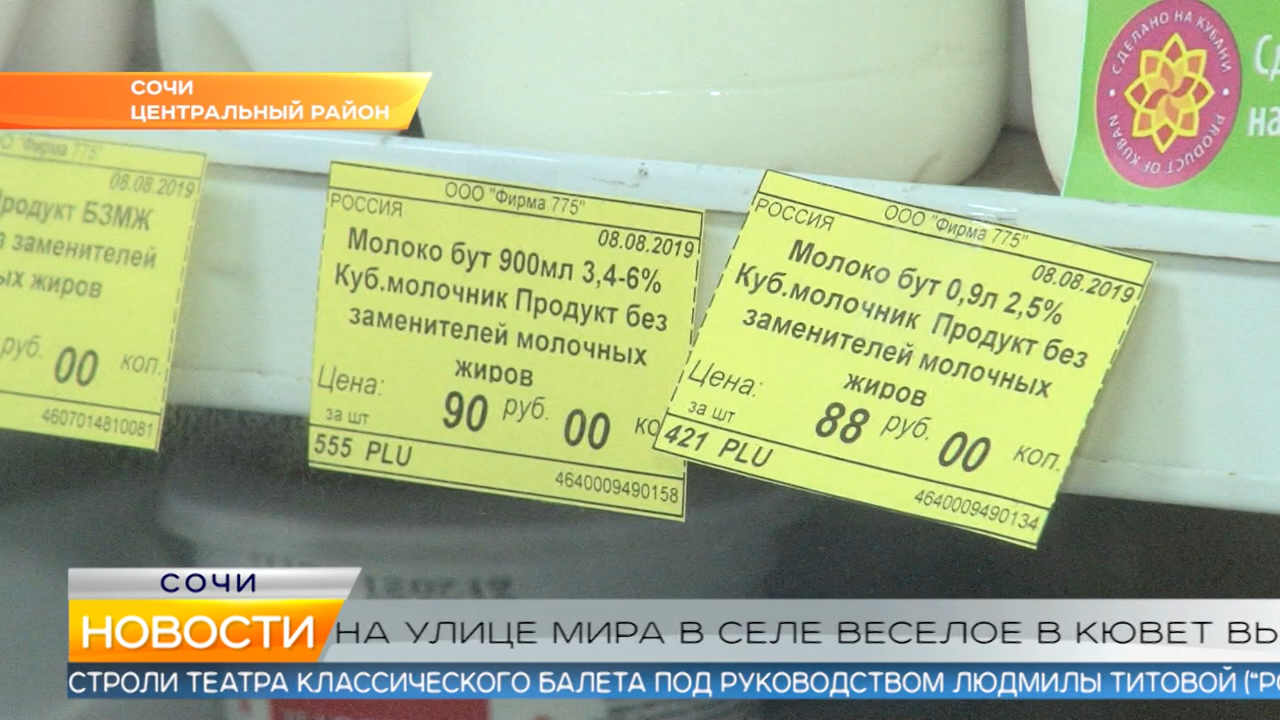 СОЧИ
ЦЕНТРАЛЬНЫЙ РАЙОН
СДЕЛАНО НА КУБАНИ
PRODUCT OF KUBAN
на
"Фирма 775"
08.08.2019
Продукт БЗМЖ
заменителей
жиров
руб. 00 коп.
4607014810081
ООО "Фирма 775"
РОССИЯ
08.08.2019
Молоко бут 900мл 3,4-6%
Куб.молочник Продукт без
заменителей молочных
жиров
Цена:
за шт
90 руб. 00
555 PLU
4640009490158
ООО "Фирма 775"
РОССИЯ
08.08.2019
Молоко бут 0,9л 2,5%
Куб.молочник Продукт без
заменителей молочных
жиров
Цена:
за шт
88 руб. 00 коп.
421 PLU
4640009490134
СОЧИ
НОВОСТИ
НА УЛИЦЕ МИРА В СЕЛЕ ВЕСЕЛОЕ В КЮВЕТ ВЫ
СТРОЛИ ТЕАТРА КЛАССИЧЕСКОГО БАЛЕТА ПОД РУКОВОДСТВОМ ЛЮДМИЛЫ ТИТОВОЙ ("РО